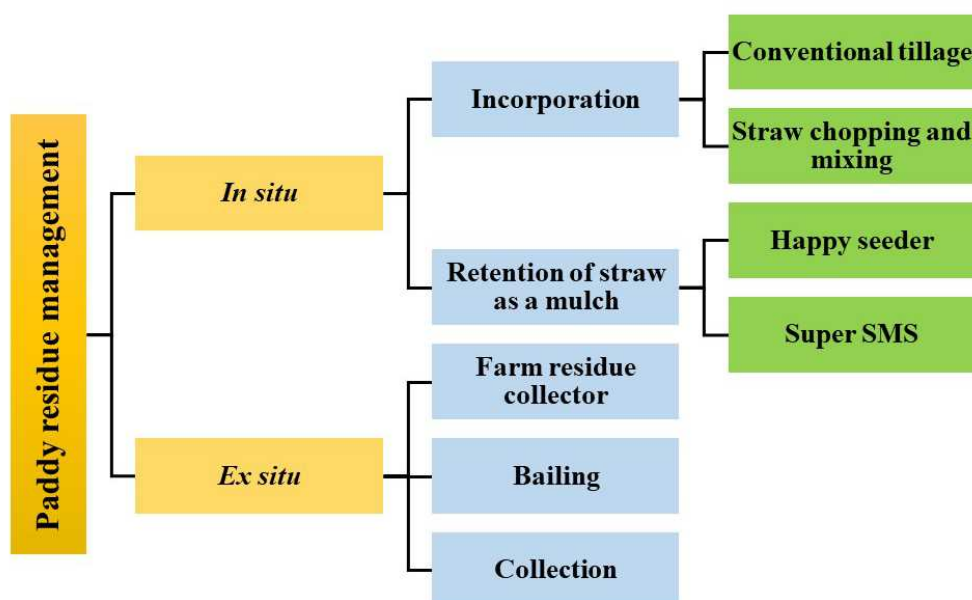 Paddy residue management
In situ
Incorporation
Conventional tillage
Straw chopping and
mixing
Retention of straw
as a mulch
Happy seeder
Super SMS
Ex situ
Farm residue
collector
Bailing
Collection